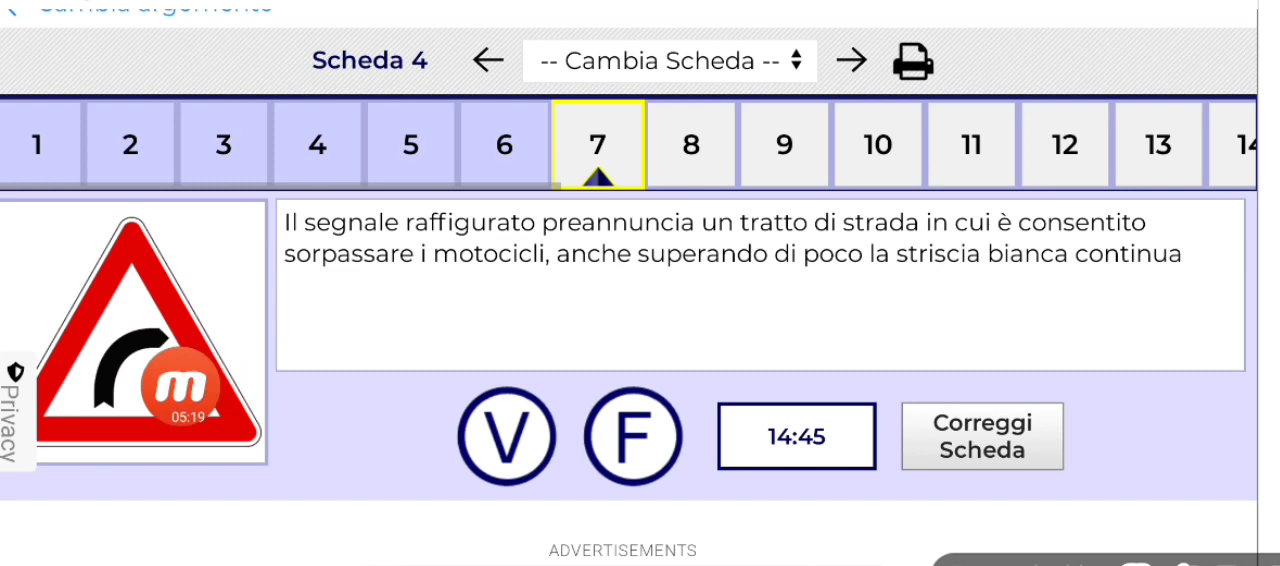 Scheda 4
-- Cambia Scheda --
1 2 3 4 5 6 7 8 9 10 11 12 13
Il segnale raffigurato preannuncia un tratto di strada in cui è consentito
sorpassare i motocicli, anche superando di poco la striscia bianca continua
m
05:19
Privacy
V F 14:45 Correggi
Scheda
ADVERTISEMENTS